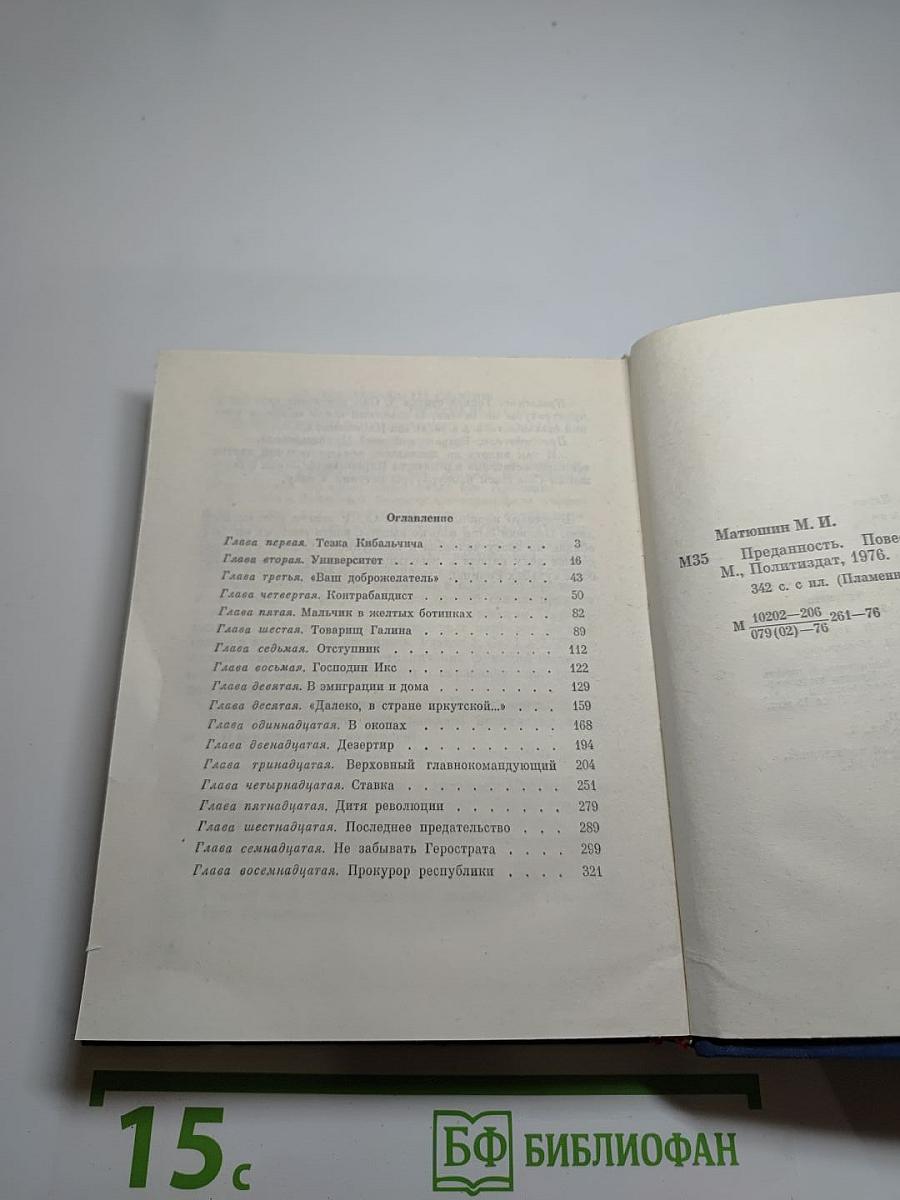 Оглавление
Глава первая. Тезка Кибальчича . . . . . . . . 3
Глава вторая. Университет . . . . . . . . . . . 16
Глава третья. «Ваш доброжелатель» . . . . . . . 43
Глава четвертая. Контрабандист . . . . . . . . . 50
Глава пятая. Мальчик в желтых ботинках . . . . . 82
Глава шестая. Товарищ Галина . . . . . . . . . 89
Глава седьмая. Отступник . . . . . . . . . . . 112
Глава восьмая. Господин Икс . . . . . . . . . . 122
Глава девятая. В эмиграции и дома . . . . . . . . 129
Глава десятая. «Далеко, в стране иркутской...» . . . 159
Глава одиннадцатая. В окопах . . . . . . . . . 168
Глава двенадцатая. Дезертир . . . . . . . . . . 194
Глава тринадцатая. Верховный главнокомандующий 204
Глава четырнадцатая. Ставка . . . . . . . . . . 251
Глава пятнадцатая. Дитя революции . . . . . . . 279
Глава шестнадцатая. Последнее предательство . . . 289
Глава семнадцатая. Не забывать Герострата . . . . 299
Глава восемнадцатая. Прокурор республики . . . . 321
Матюшин М. И.
М35 Преданность. Пове
М., Политиздат, 1976.
342 с. с ил. (Пламенн
М 10202—206
079(02)—76 261—76
15 с
БФ БИБЛИОФАН